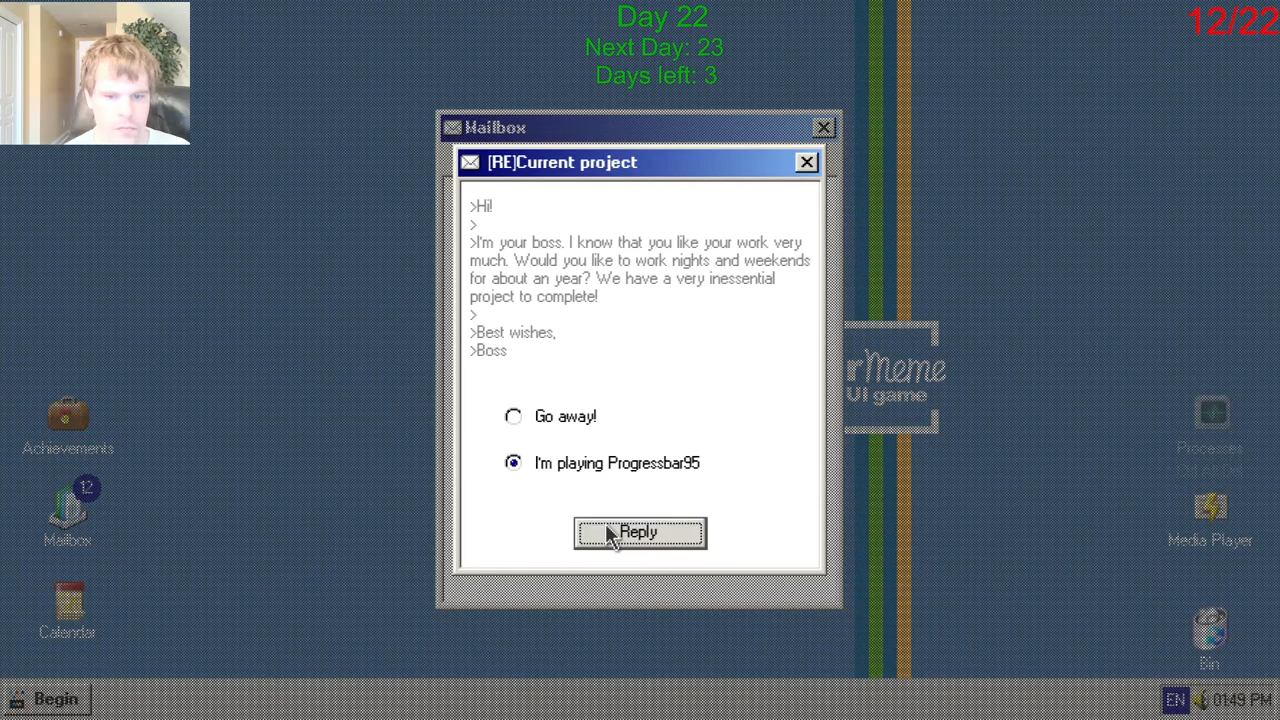 Day 22
Next Day: 23
Days left: 3
12/22
Mailbox
[RE]Current project
>Hi!
>
>I'm your boss. I know that you like your work very
much. Would you like to work nights and weekends
for about an year? We have a very inessential
project to complete!
>
>Best wishes,
>Boss
Go away!
I'm playing Progressbar95
Reply
rMeme
UI game
Achievements
12
Mailbox
Calendar
Processes
Media Player
Bin
Begin
EN
01:49 PM